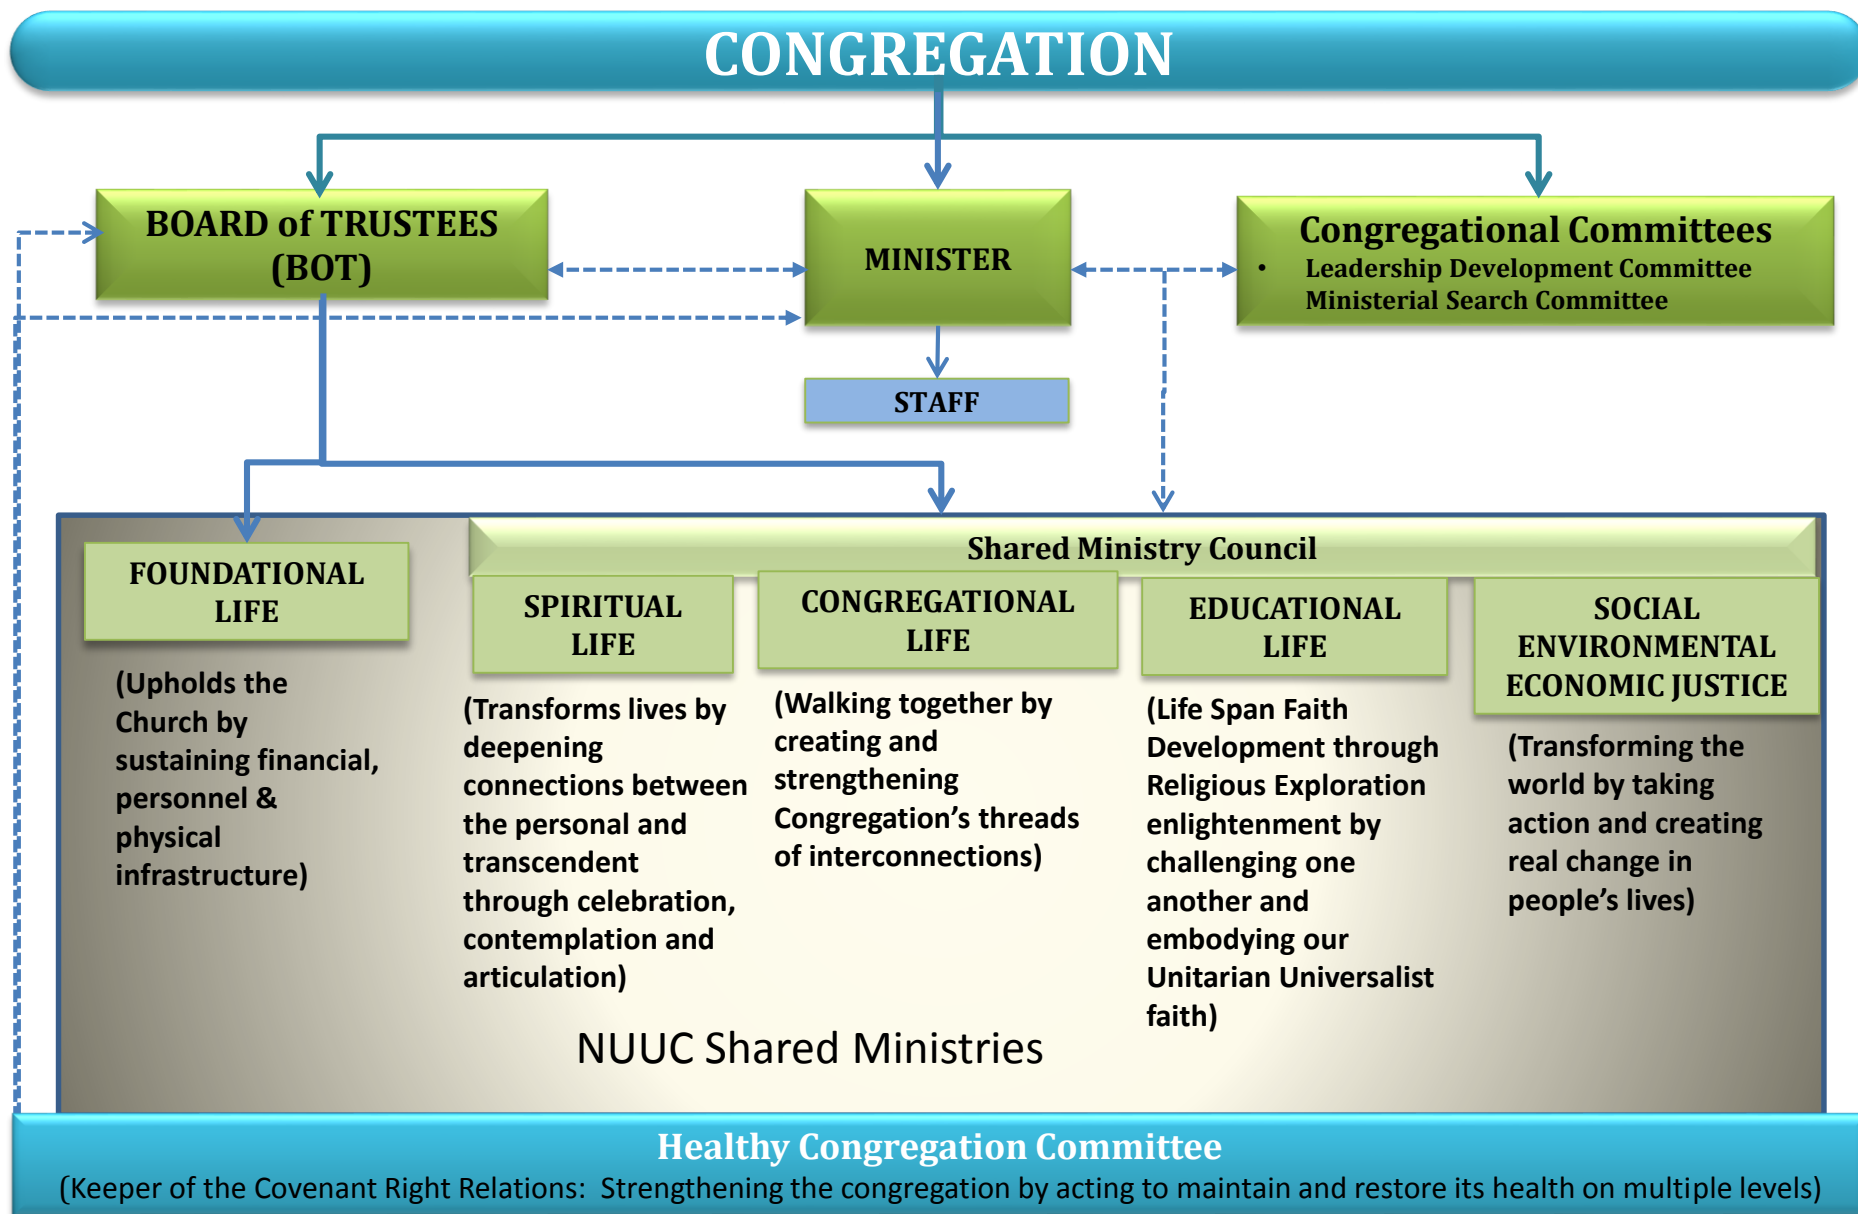 CONGREGATION
BOARD of TRUSTEES
(BOT)
MINISTER
Congregational Committees
• Leadership Development Committee
Ministerial Search Committee
STAFF
Shared Ministry Council
FOUNDATIONAL
LIFE
(Upholds the
Church by
sustaining financial,
personnel &
physical
infrastructure)
SPIRITUAL
LIFE
(Transforms lives by
deepening
connections between
the personal and
transcendent
through celebration,
contemplation and
articulation)
CONGREGATIONAL
LIFE
(Walking together by
creating and
strengthening
Congregation’s threads
of interconnections)
EDUCATIONAL
LIFE
(Life Span Faith
Development through
Religious Exploration
enlightenment by
challenging one
another and
embodying our
Unitarian Universalist
faith)
SOCIAL
ENVIRONMENTAL
ECONOMIC JUSTICE
(Transforming the
world by taking
action and creating
real change in
people’s lives)
NUUC Shared Ministries
Healthy Congregation Committee
(Keeper of the Covenant Right Relations: Strengthening the congregation by acting to maintain and restore its health on multiple levels)